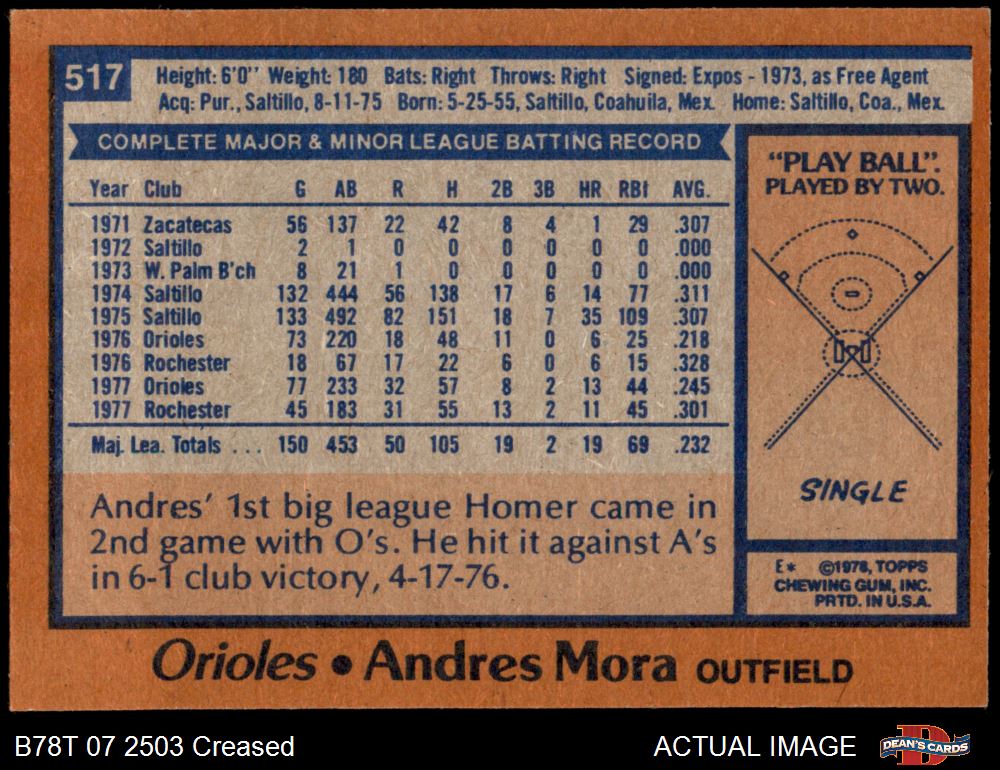 517
Height: 6'0" Weight: 180 Bats: Right Throws: Right Signed: Expos - 1973, as Free Agent
Acq: Pur., Saltillo, 8-11-75 Born: 5-25-55, Saltillo, Coahuila, Mex. Home: Saltillo, Coa., Mex.
COMPLETE MAJOR & MINOR LEAGUE BATTING RECORD
Year Club G AB R H 2B 3B HR RBI AVG.
1971 Zacatecas 56 137 22 42 8 4 1 29 .307
1972 Saltillo 2 1 0 0 0 0 0 0 .000
1973 W. Palm B'ch 8 21 1 0 0 0 0 0 .000
1974 Saltillo 132 444 56 138 17 6 14 77 .311
1975 Saltillo 133 492 82 151 18 7 35 109 .307
1976 Orioles 73 220 18 48 11 0 6 25 .218
1976 Rochester 18 67 17 22 6 0 6 15 .328
1977 Orioles 77 233 32 57 8 2 13 44 .245
1977 Rochester 45 183 31 55 13 2 11 45 .301
Maj. Lea. Totals . . . 150 453 50 105 19 2 19 69 .232
"PLAY BALL".
PLAYED BY TWO.
SINGLE
Andres' 1st big league Homer came in
2nd game with O's. He hit it against A's
in 6-1 club victory, 4-17-76.
E* ©1978, TOPPS
CHEWING GUM, INC.
PRTD. IN U.S.A.
Orioles • Andres Mora OUTFIELD
B78T 07 2503 Creased
ACTUAL IMAGE
D
DEAN'S CARDS